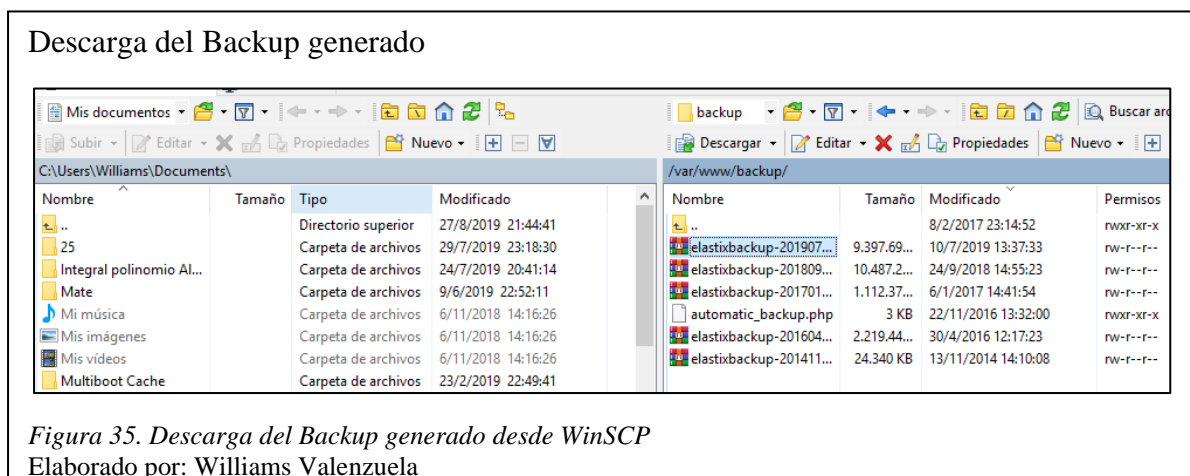 Descarga del Backup generado
Mis documentos
Subir Editar Propiedades Nuevo
C:\Users\Williams\Documents\
Nombre Tamaño Tipo Modificado
.. Directorio superior 27/8/2019 21:44:41
25 Carpeta de archivos 29/7/2019 23:18:30
Integral polinomio Al... Carpeta de archivos 24/7/2019 20:41:14
Mate Carpeta de archivos 9/6/2019 22:52:11
Mi música Carpeta de archivos 6/11/2018 14:16:26
Mis imágenes Carpeta de archivos 6/11/2018 14:16:26
Mis vídeos Carpeta de archivos 6/11/2018 14:16:26
Multiboot Cache Carpeta de archivos 23/2/2019 22:49:41
backup Buscar arc
Descargar Editar Propiedades Nuevo
/var/www/backup/
Nombre Tamaño Modificado Permisos
.. 8/2/2017 23:14:52 rwxr-xr-x
elastixbackup-201907... 9.397.69... 10/7/2019 13:37:33 rw-r--r--
elastixbackup-201809... 10.487.2... 24/9/2018 14:55:23 rw-r--r--
elastixbackup-201701... 1.112.37... 6/1/2017 14:41:54 rw-r--r--
automatic_backup.php 3 KB 22/11/2016 13:32:00 rwxr-xr-x
elastixbackup-201604... 2.219.44... 30/4/2016 12:17:23 rw-r--r--
elastixbackup-201411... 24.340 KB 13/11/2014 14:10:08 rw-r--r--
Figura 35. Descarga del Backup generado desde WinSCP
Elaborado por: Williams Valenzuela